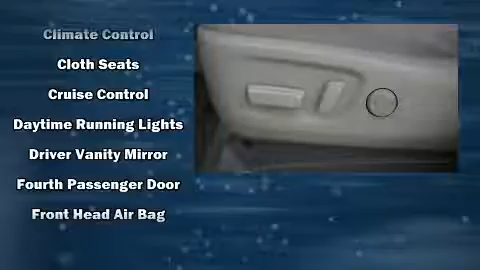 Climate Control
Cloth Seats
Cruise Control
Daytime Running Lights
Driver Vanity Mirror
Fourth Passenger Door
Front Head Air Bag